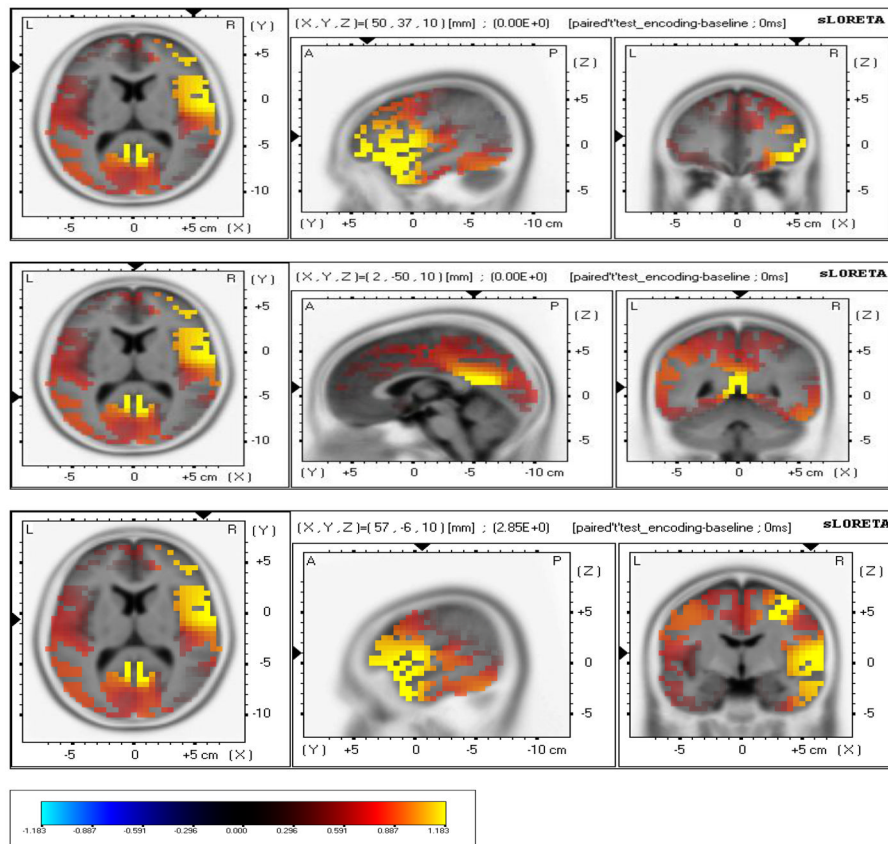 L R (Y) (X,Y,Z)=(50,37,10)[mm] ; (0.00E+0) [paired't'test_encoding-baseline ; 0ms] sLORETA
A P (Z) L R (Z)
+5 0 -5 -10
+5 0 -5
+5 0 -5
-5 0 +5 cm (X) (Y) +5 0 -5 -10 cm -5 0 +5 cm (X)
L R (Y) (X,Y,Z)=(2,-50,10)[mm] ; (0.00E+0) [paired't'test_encoding-baseline ; 0ms] sLORETA
A P (Z) L R (Z)
+5 0 -5 -10
+5 0 -5
+5 0 -5
-5 0 +5 cm (X) (Y) +5 0 -5 -10 cm -5 0 +5 cm (X)
L R (Y) (X,Y,Z)=(57,-6,10)[mm] ; (2.85E+0) [paired't'test_encoding-baseline ; 0ms] sLORETA
A P (Z) L R (Z)
+5 0 -5 -10
+5 0 -5
+5 0 -5
-5 0 +5 cm (X) (Y) +5 0 -5 -10 cm -5 0 +5 cm (X)
-1.183 -0.887 -0.591 -0.296 0.000 0.296 0.591 0.887 1.183